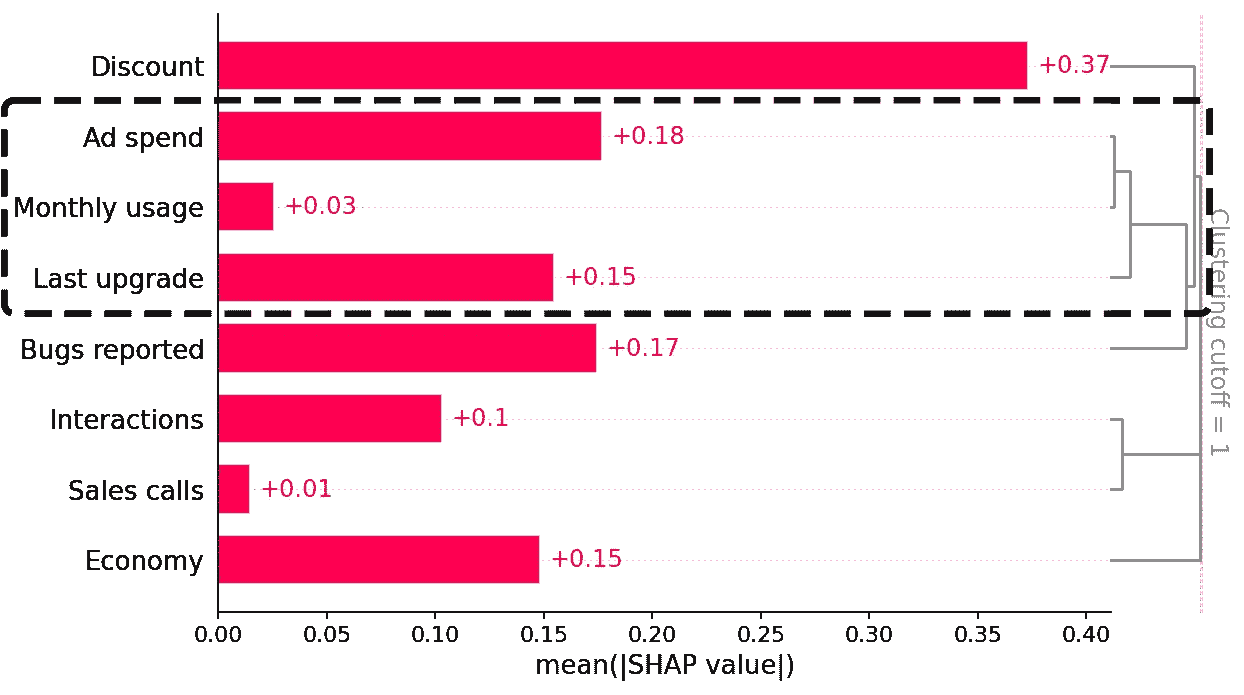 Discount +0.37
Ad spend +0.18
Monthly usage +0.03
Last upgrade +0.15
Bugs reported +0.17
Interactions +0.1
Sales calls +0.01
Economy +0.15
Clustering cutoff = 1
0.00 0.05 0.10 0.15 0.20 0.25 0.30 0.35 0.40
mean(|SHAP value|)